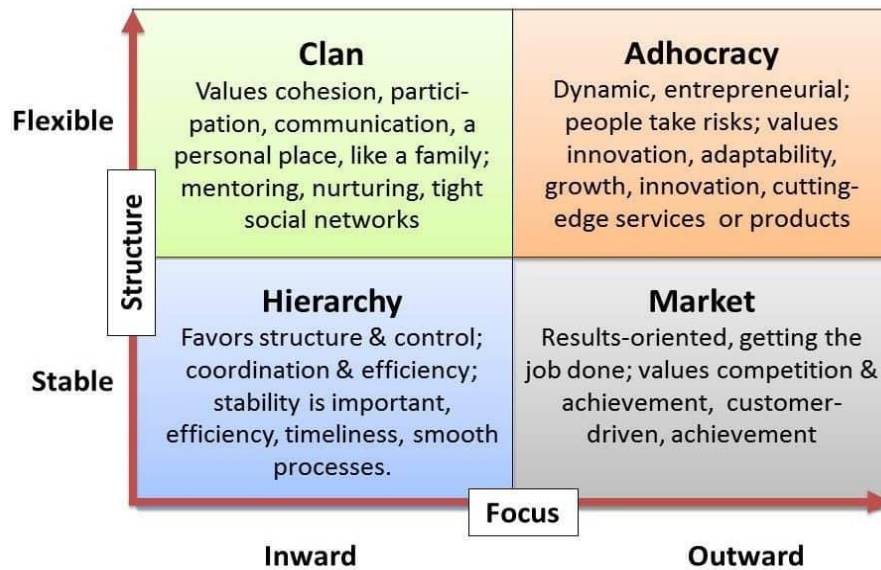 Flexible
Structure
Stable
Clan
Values cohesion, partici-
pation, communication, a
personal place, like a family;
mentoring, nurturing, tight
social networks
Adhocracy
Dynamic, entrepreneurial;
people take risks; values
innovation, adaptability,
growth, innovation, cutting-
edge services or products
Hierarchy
Favors structure & control;
coordination & efficiency;
stability is important,
efficiency, timeliness, smooth
processes.
Market
Results-oriented, getting the
job done; values competition &
achievement, customer-
driven, achievement
Focus
Inward
Outward